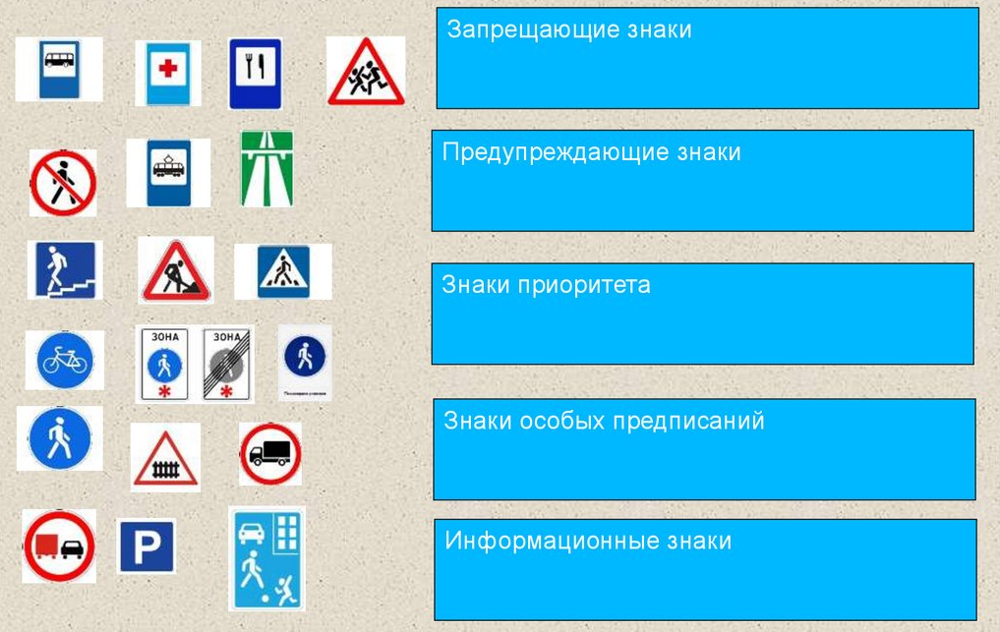 Запрещающие знаки
Предупреждающие знаки
Знаки приоритета
ЗОНА
ЗОНА
*
*
Знаки особых предписаний
P
Информационные знаки